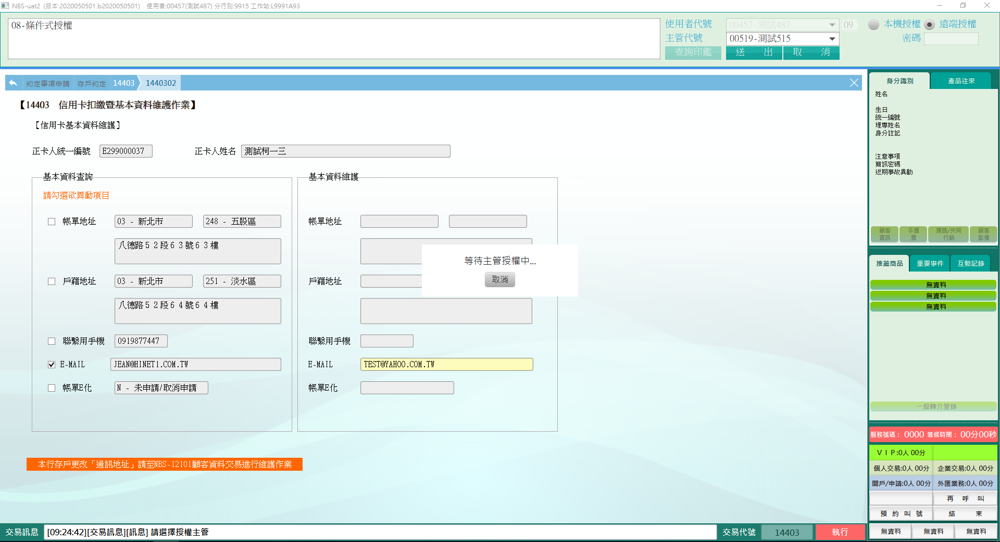 NBS-uat2 (版本:2020050501.b2020050501) 使用者:00457(測試487) 分行別:9915 工作站:L9991A93
08-條件式授權
使用者代號 00457-測試487 09 本機授權 遠端授權
主管代號 00519-測試515 密碼
查詢印鑑 送 出 取 消
約定事項申請 存戶約定 14403 1440302
【14403 信用卡扣繳暨基本資料維護作業】
【信用卡基本資料維護】
正卡人統一編號 E299000037 正卡人姓名 測試柯一三
基本資料查詢
請勾選欲異動項目
帳單地址 03 - 新北市 248 - 五股區
八德路５２段６３號６３樓
戶籍地址 03 - 新北市 251 - 淡水區
八德路５２段６４號６４樓
聯繫用手機 0919877447
E-MAIL JEAN@HINET1.COM.TW
帳單E化 N - 未申請/取消申請
基本資料維護
帳單地址
戶籍地址
聯繫用手機
E-MAIL TEST@YAHOO.COM.TW
帳單E化
等待主管授權中...
取消
本行存戶更改「通訊地址」請至NBS-12101顧客資料交易進行維護作業
交易訊息 [09:24:42][交易訊息][訊息] 請選擇授權主管 交易代號 14403 執行
身分識別 產品往來
姓名
生日
統一編號
理專姓名
身分註記
注意事項
簡訊密碼
近期事故異動
顧客資訊 手續費 通路/共同行銷 顧客影像
推薦商品 重要事件 互動記錄
無資料
無資料
無資料
一般轉介登錄
服務號碼： 0000 等候時間： 00分00秒
ＶＩＰ:0人 00分
個人交易:0人 00分 企業交易:0人 00分
開戶/申請:0人 00分 外匯業務:0人 00分
再 呼 叫
預 約 叫 號 結 束
無資料 無資料 無資料